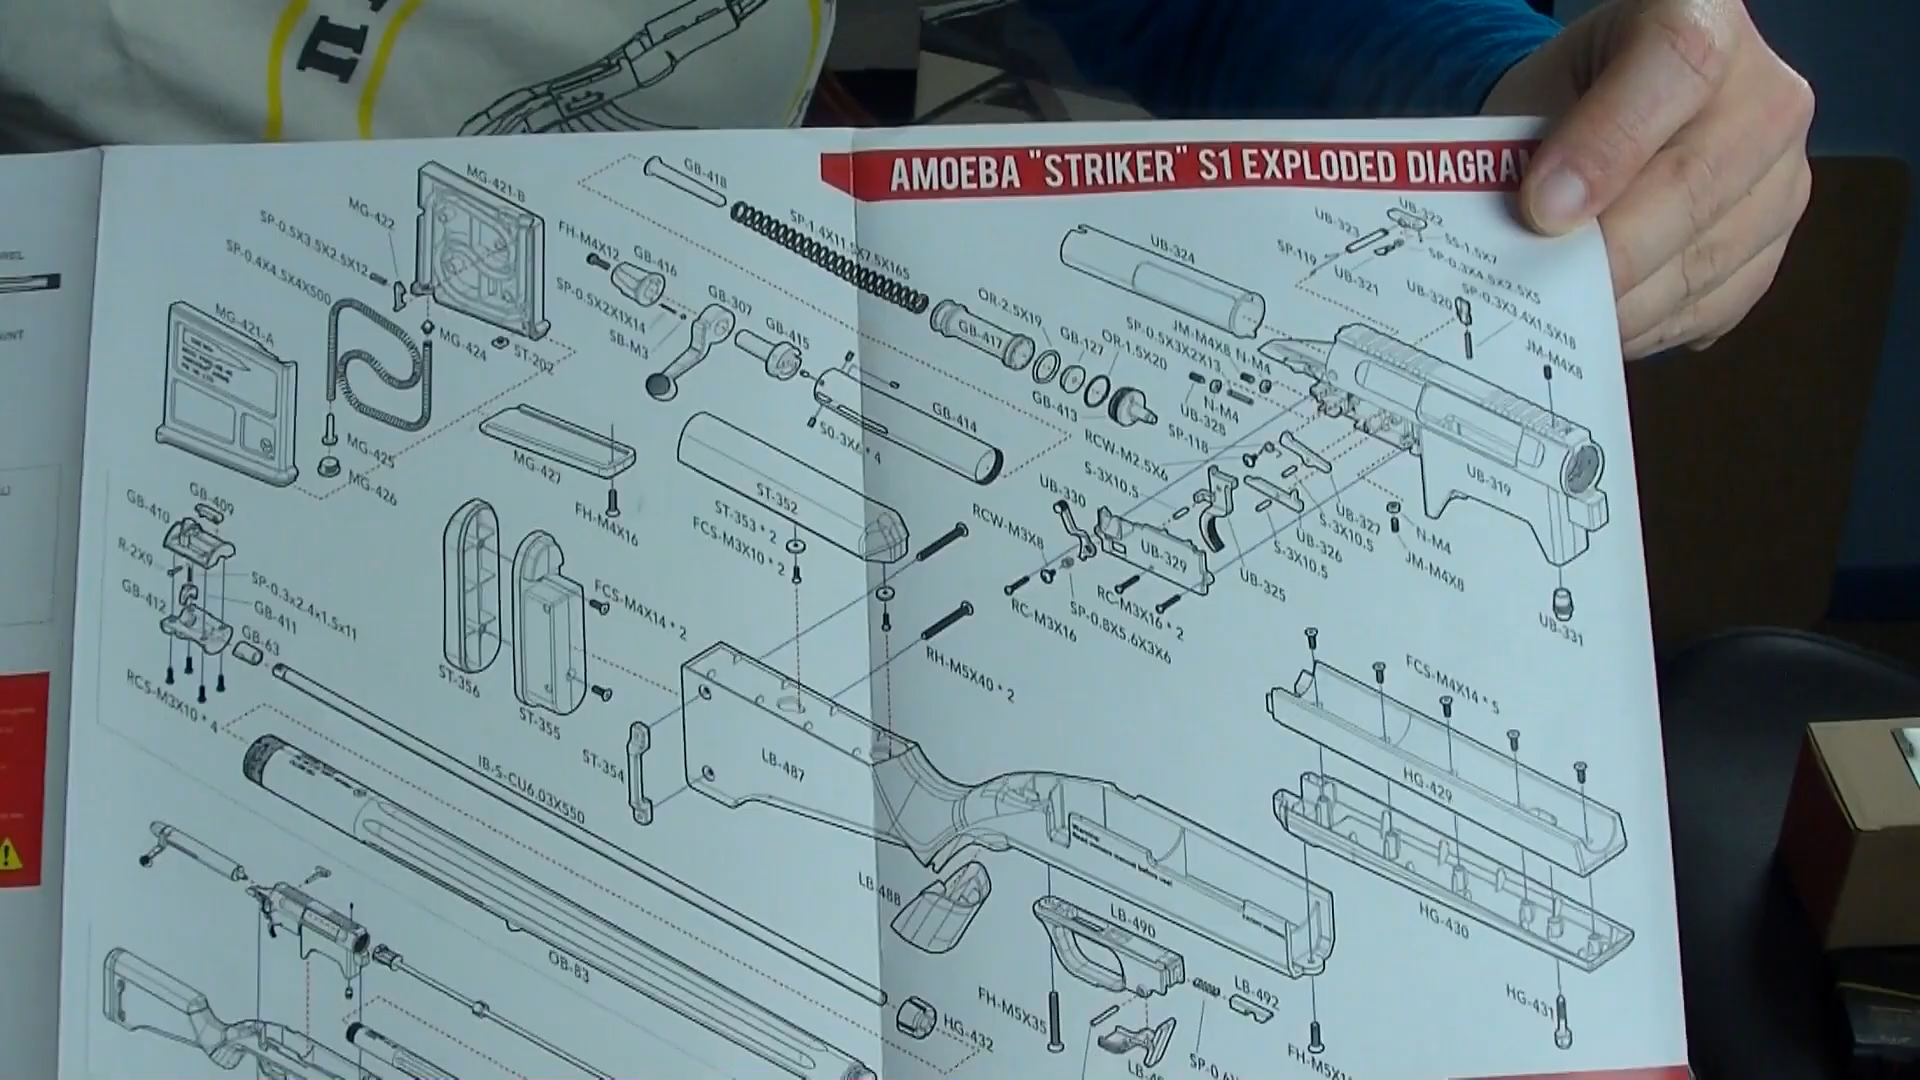 AMOEBA "STRIKER" S1 EXPLODED
MG-421-B
MG-422
SP-0.5X3.5X2.5X12
SP-0.4X4.5X4X500
MG-421-A
MG-424
ST-202
MG-425
MG-426
GB-418
SP-1.4X11.5X7.5X165
FH-M4X12
GB-416
SP-0.5X2X1X14
SB-M3
GB-307
GB-415
GB-417
OR-2.5X19
GB-127
OR-1.5X20
GB-413
GB-414
S0-3X6 * 4
MG-427
FH-M4X16
ST-352
ST-353 * 2
FCS-M3X10 * 2
UB-324
UB-323
UB-322
SS-1.5X7
SP-119
UB-321
SP-0.3X4.5X2.5X5
UB-320
SP-0.3X3.4X1.5X18
JM-M4X8
JM-M4X8
SP-0.5X3X2X13
N-M4
N-M4
UB-328
SP-118
RCW-M2.5X6
S-3X10.5
UB-330
RCW-M3X8
UB-329
UB-319
UB-327
S-3X10.5
UB-326
S-3X10.5
UB-325
N-M4
JM-M4X8
UB-331
RC-M3X16 * 2
SP-0.8X5.6X3X6
RC-M3X16
GB-409
GB-410
R-2X9
GB-412
SP-0.3x2.4x1.5x11
GB-411
GB-63
RCS-M3X10 * 4
ST-356
ST-355
FCS-M4X14 * 2
ST-354
RH-M5X40 * 2
LB-487
IB-S-CU6.03X550
OB-83
LB-488
FCS-M4X14 * 5
HG-429
HG-430
HG-431
LB-490
LB-492
FH-M5X35
HG-432